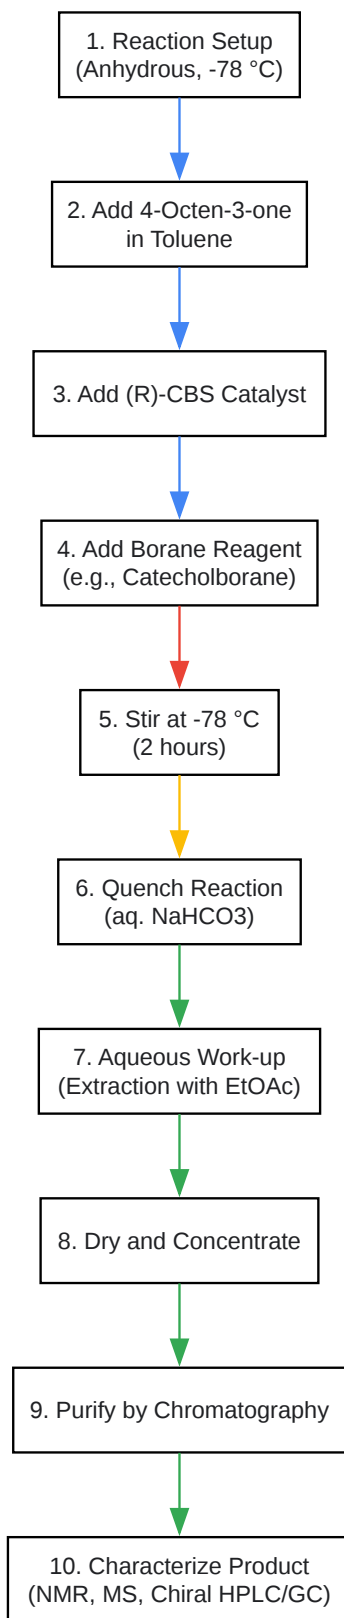 1. Reaction Setup
(Anhydrous, -78 °C)
2. Add 4-Octen-3-one
in Toluene
3. Add (R)-CBS Catalyst
4. Add Borane Reagent
(e.g., Catecholborane)
5. Stir at -78 °C
(2 hours)
6. Quench Reaction
(aq. NaHCO3)
7. Aqueous Work-up
(Extraction with EtOAc)
8. Dry and Concentrate
9. Purify by Chromatography
10. Characterize Product
(NMR, MS, Chiral HPLC/GC)